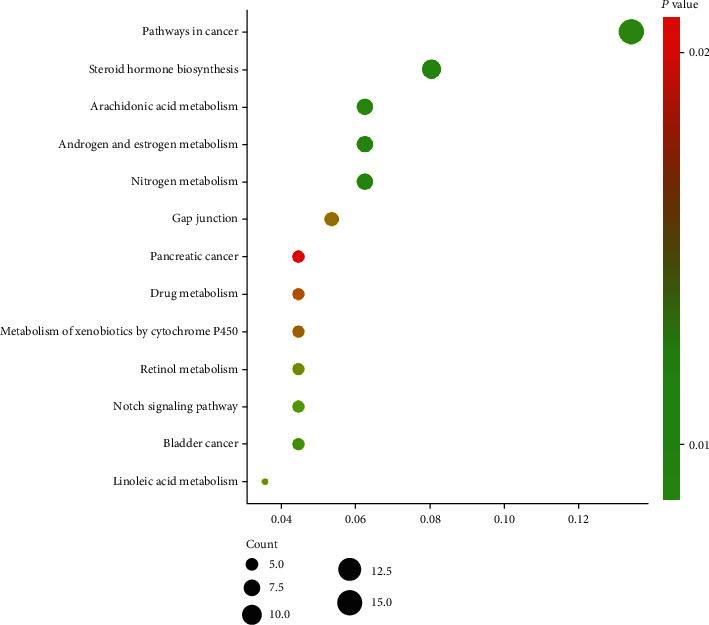 P value
Pathways in cancer
0.02
Steroid hormone biosynthesis
Arachidonic acid metabolism
Androgen and estrogen metabolism
Nitrogen metabolism
Gap junction
Pancreatic cancer
Drug metabolism
Metabolism of xenobiotics by cytochrome P450
Retinol metabolism
Notch signaling pathway
Bladder cancer
0.01
Linoleic acid metabolism
0.04 0.06 0.08 0.10 0.12
Count
5.0 12.5
7.5 15.0
10.0